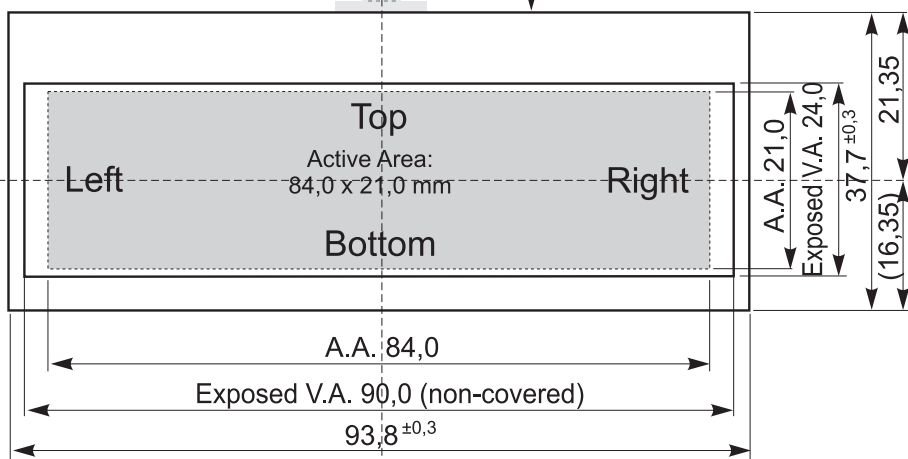 Top
Active Area:
84,0 x 21,0 mm
Left
Right
Bottom
A.A. 21,0
Exposed V.A. 24,0
37,7 ±0,3
21,35
(16,35)
A.A. 84,0
Exposed V.A. 90,0 (non-covered)
93,8 ±0,3